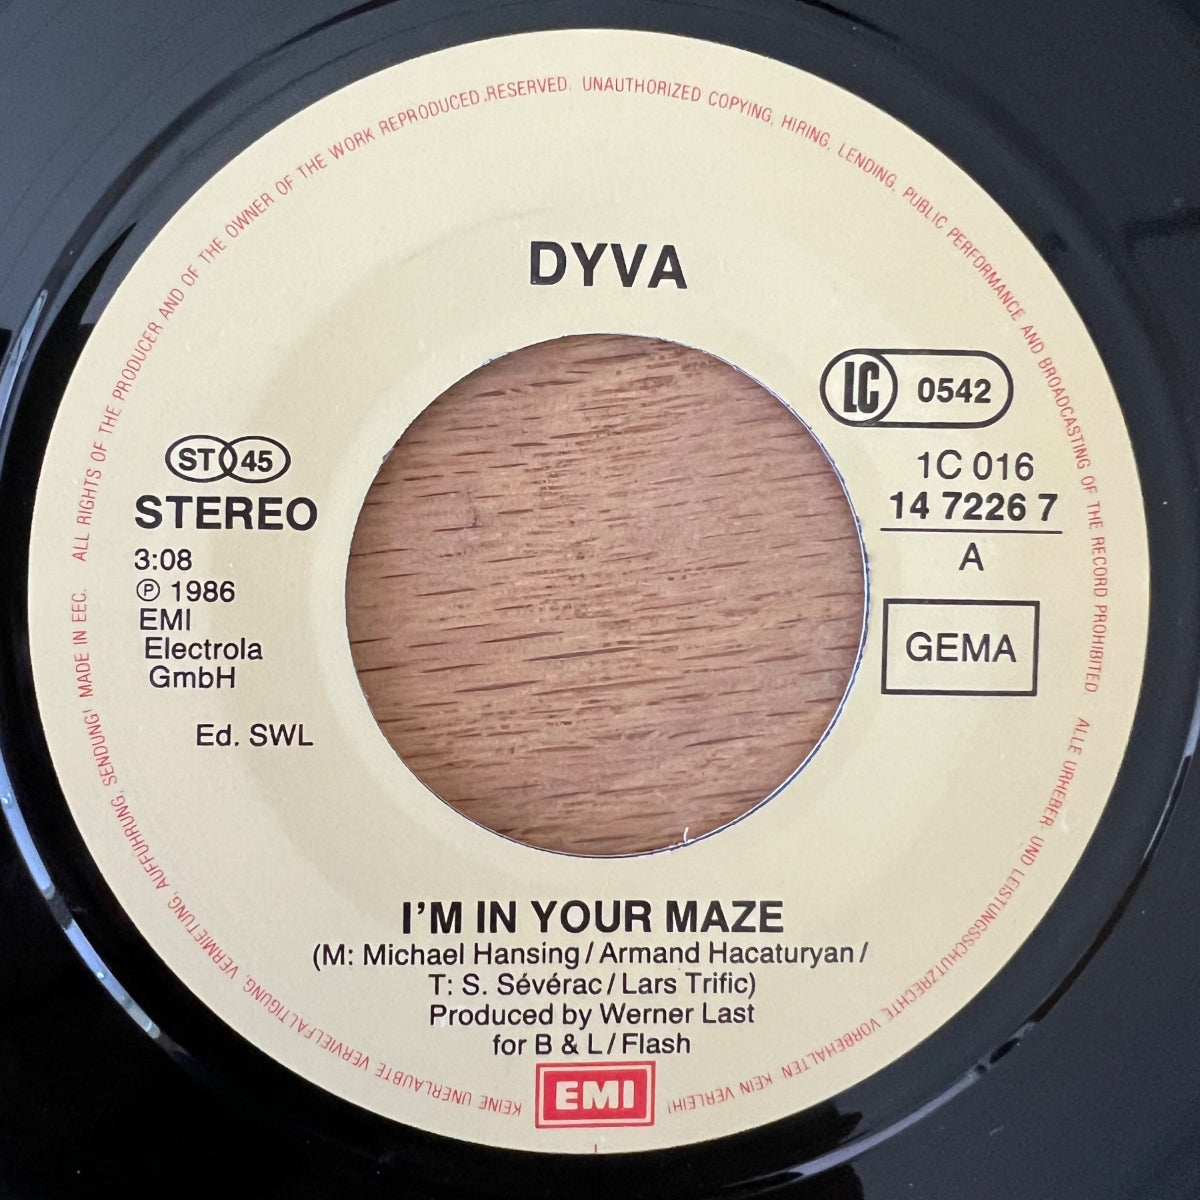 DYVA
LC 0542
1C 016
14 7226 7
A
GEMA
ST 45
STEREO
3:08
℗ 1986
EMI
Electrola
GmbH
Ed. SWL
I'M IN YOUR MAZE
(M: Michael Hansing/Armand Hacaturyan/
T: S. Sévérac/Lars Trific)
Produced by Werner Last
for B & L/Flash
EMI
ALL RIGHTS OF THE PRODUCER AND OF THE OWNER OF THE WORK REPRODUCED RESERVED. UNAUTHORIZED COPYING, HIRING, LENDING, PUBLIC PERFORMANCE AND BROADCASTING OF THE RECORD PROHIBITED.
ALLE URHEBER- UND LEISTUNGSSCHUTZRECHTE VORBEHALTEN. KEIN VERLEIH! KEINE UNERLAUBTE VERVIELFÄLTIGUNG, VERMIETUNG, AUFFÜHRUNG, SENDUNG! MADE IN EEC.